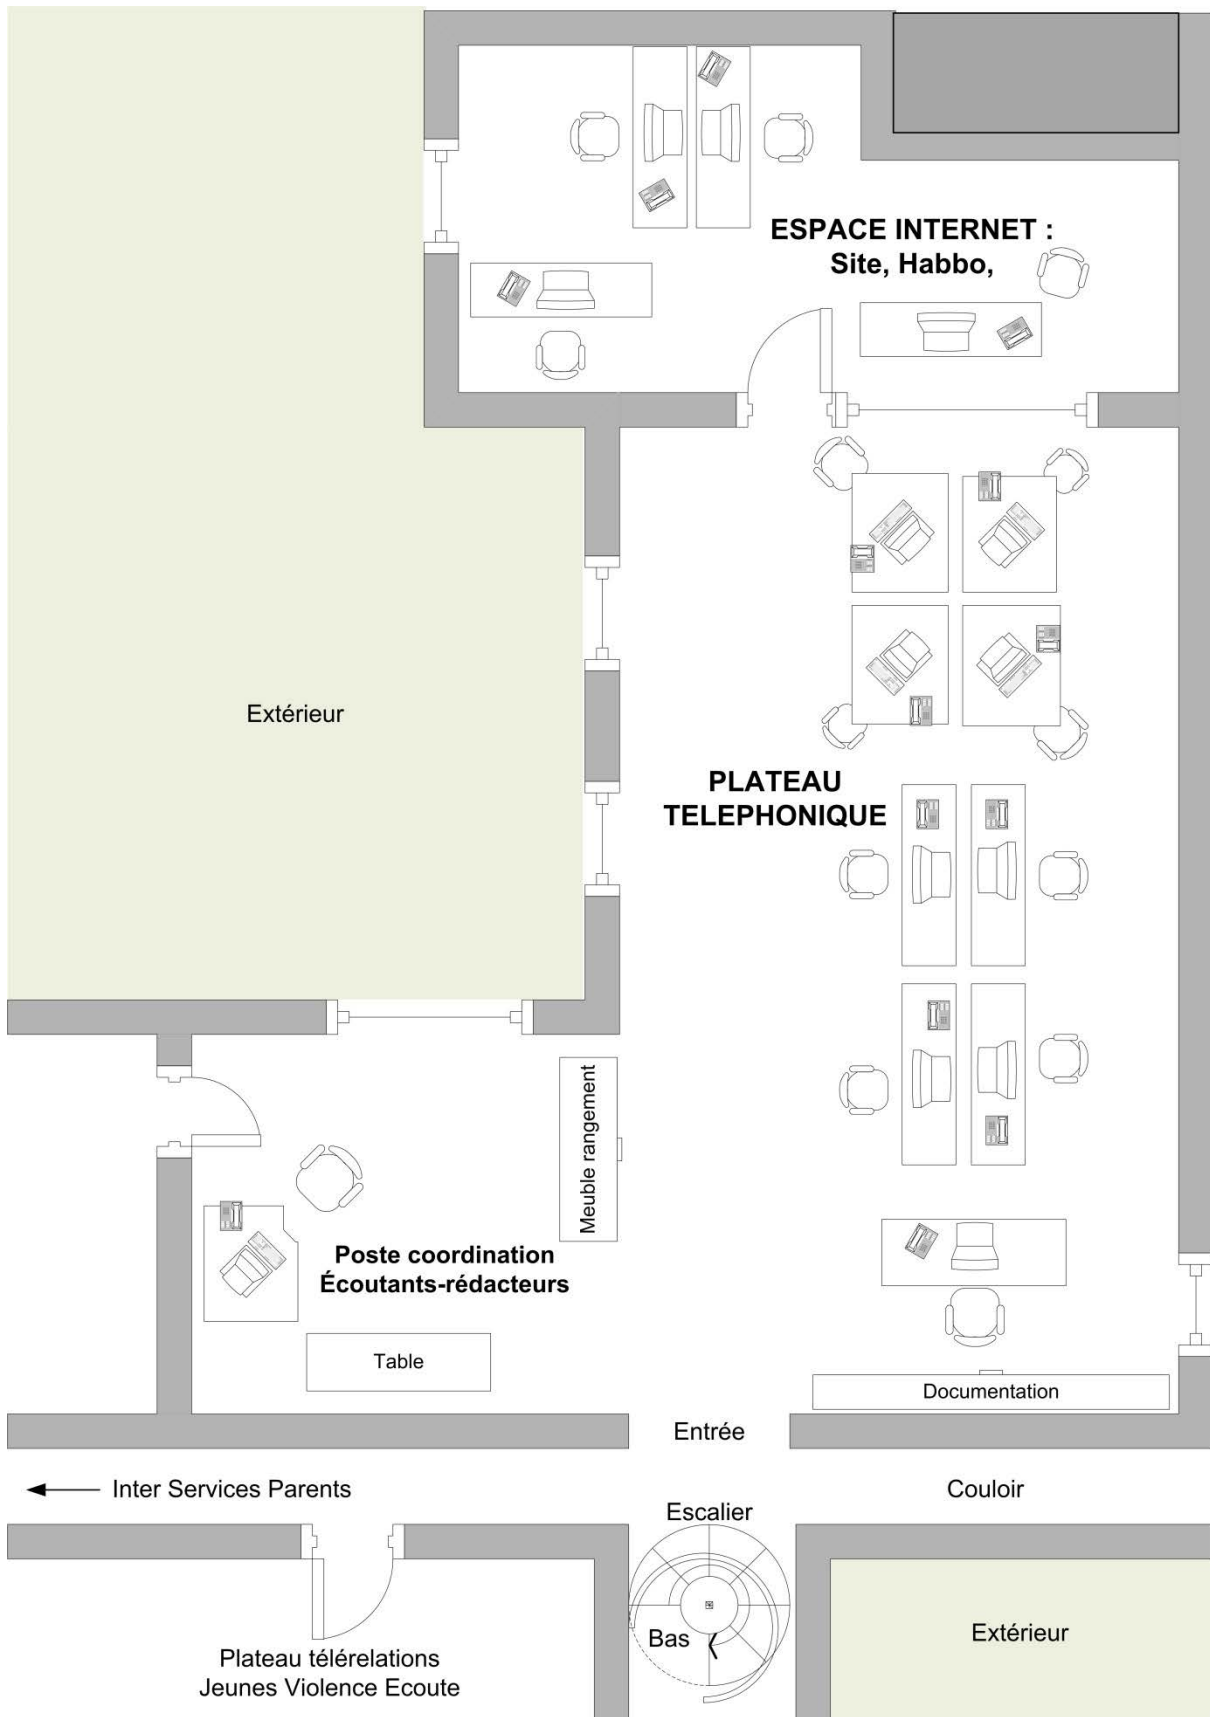 ESPACE INTERNET :
Site, Habbo,
Extérieur
PLATEAU
TELEPHONIQUE
Meuble rangement
Poste coordination
Écoutants-rédacteurs
Table
Documentation
Entrée
Inter Services Parents
Couloir
Escalier
Bas
Extérieur
Plateau télérelations
Jeunes Violence Ecoute